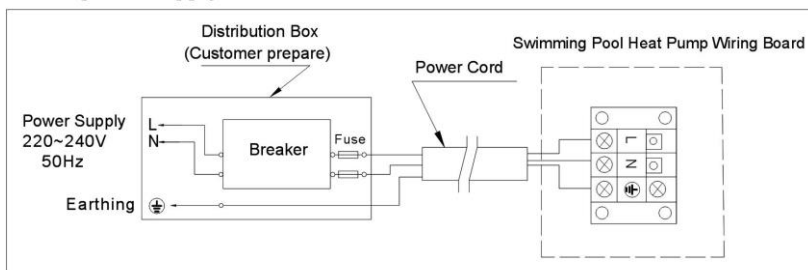 Distribution Box
(Customer prepare)
Swimming Pool Heat Pump Wiring Board
Power Cord
Power Supply
220~240V
50Hz
L
N
Breaker
Fuse
Earthing
L
N